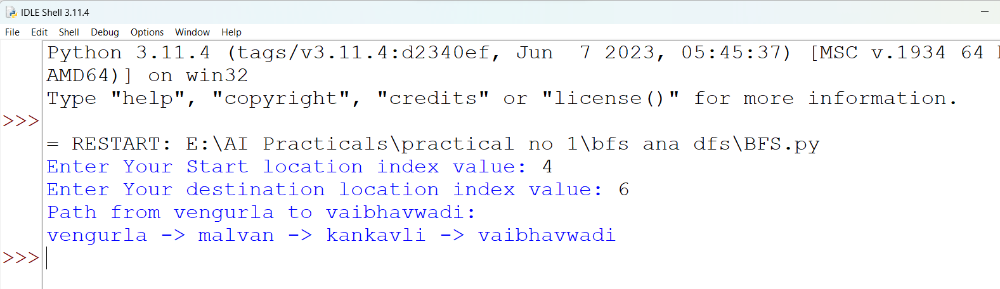 IDLE Shell 3.11.4
File Edit Shell Debug Options Window Help
Python 3.11.4 (tags/v3.11.4:d2340ef, Jun  7 2023, 05:45:37) [MSC v.1934 64
AMD64)] on win32
Type "help", "copyright", "credits" or "license()" for more information.
>>>
= RESTART: E:\AI Practicals\practical no 1\bfs ana dfs\BFS.py
Enter Your Start location index value: 4
Enter Your destination location index value: 6
Path from vengurla to vaibhavwadi:
vengurla -> malvan -> kankavli -> vaibhavwadi
>>>